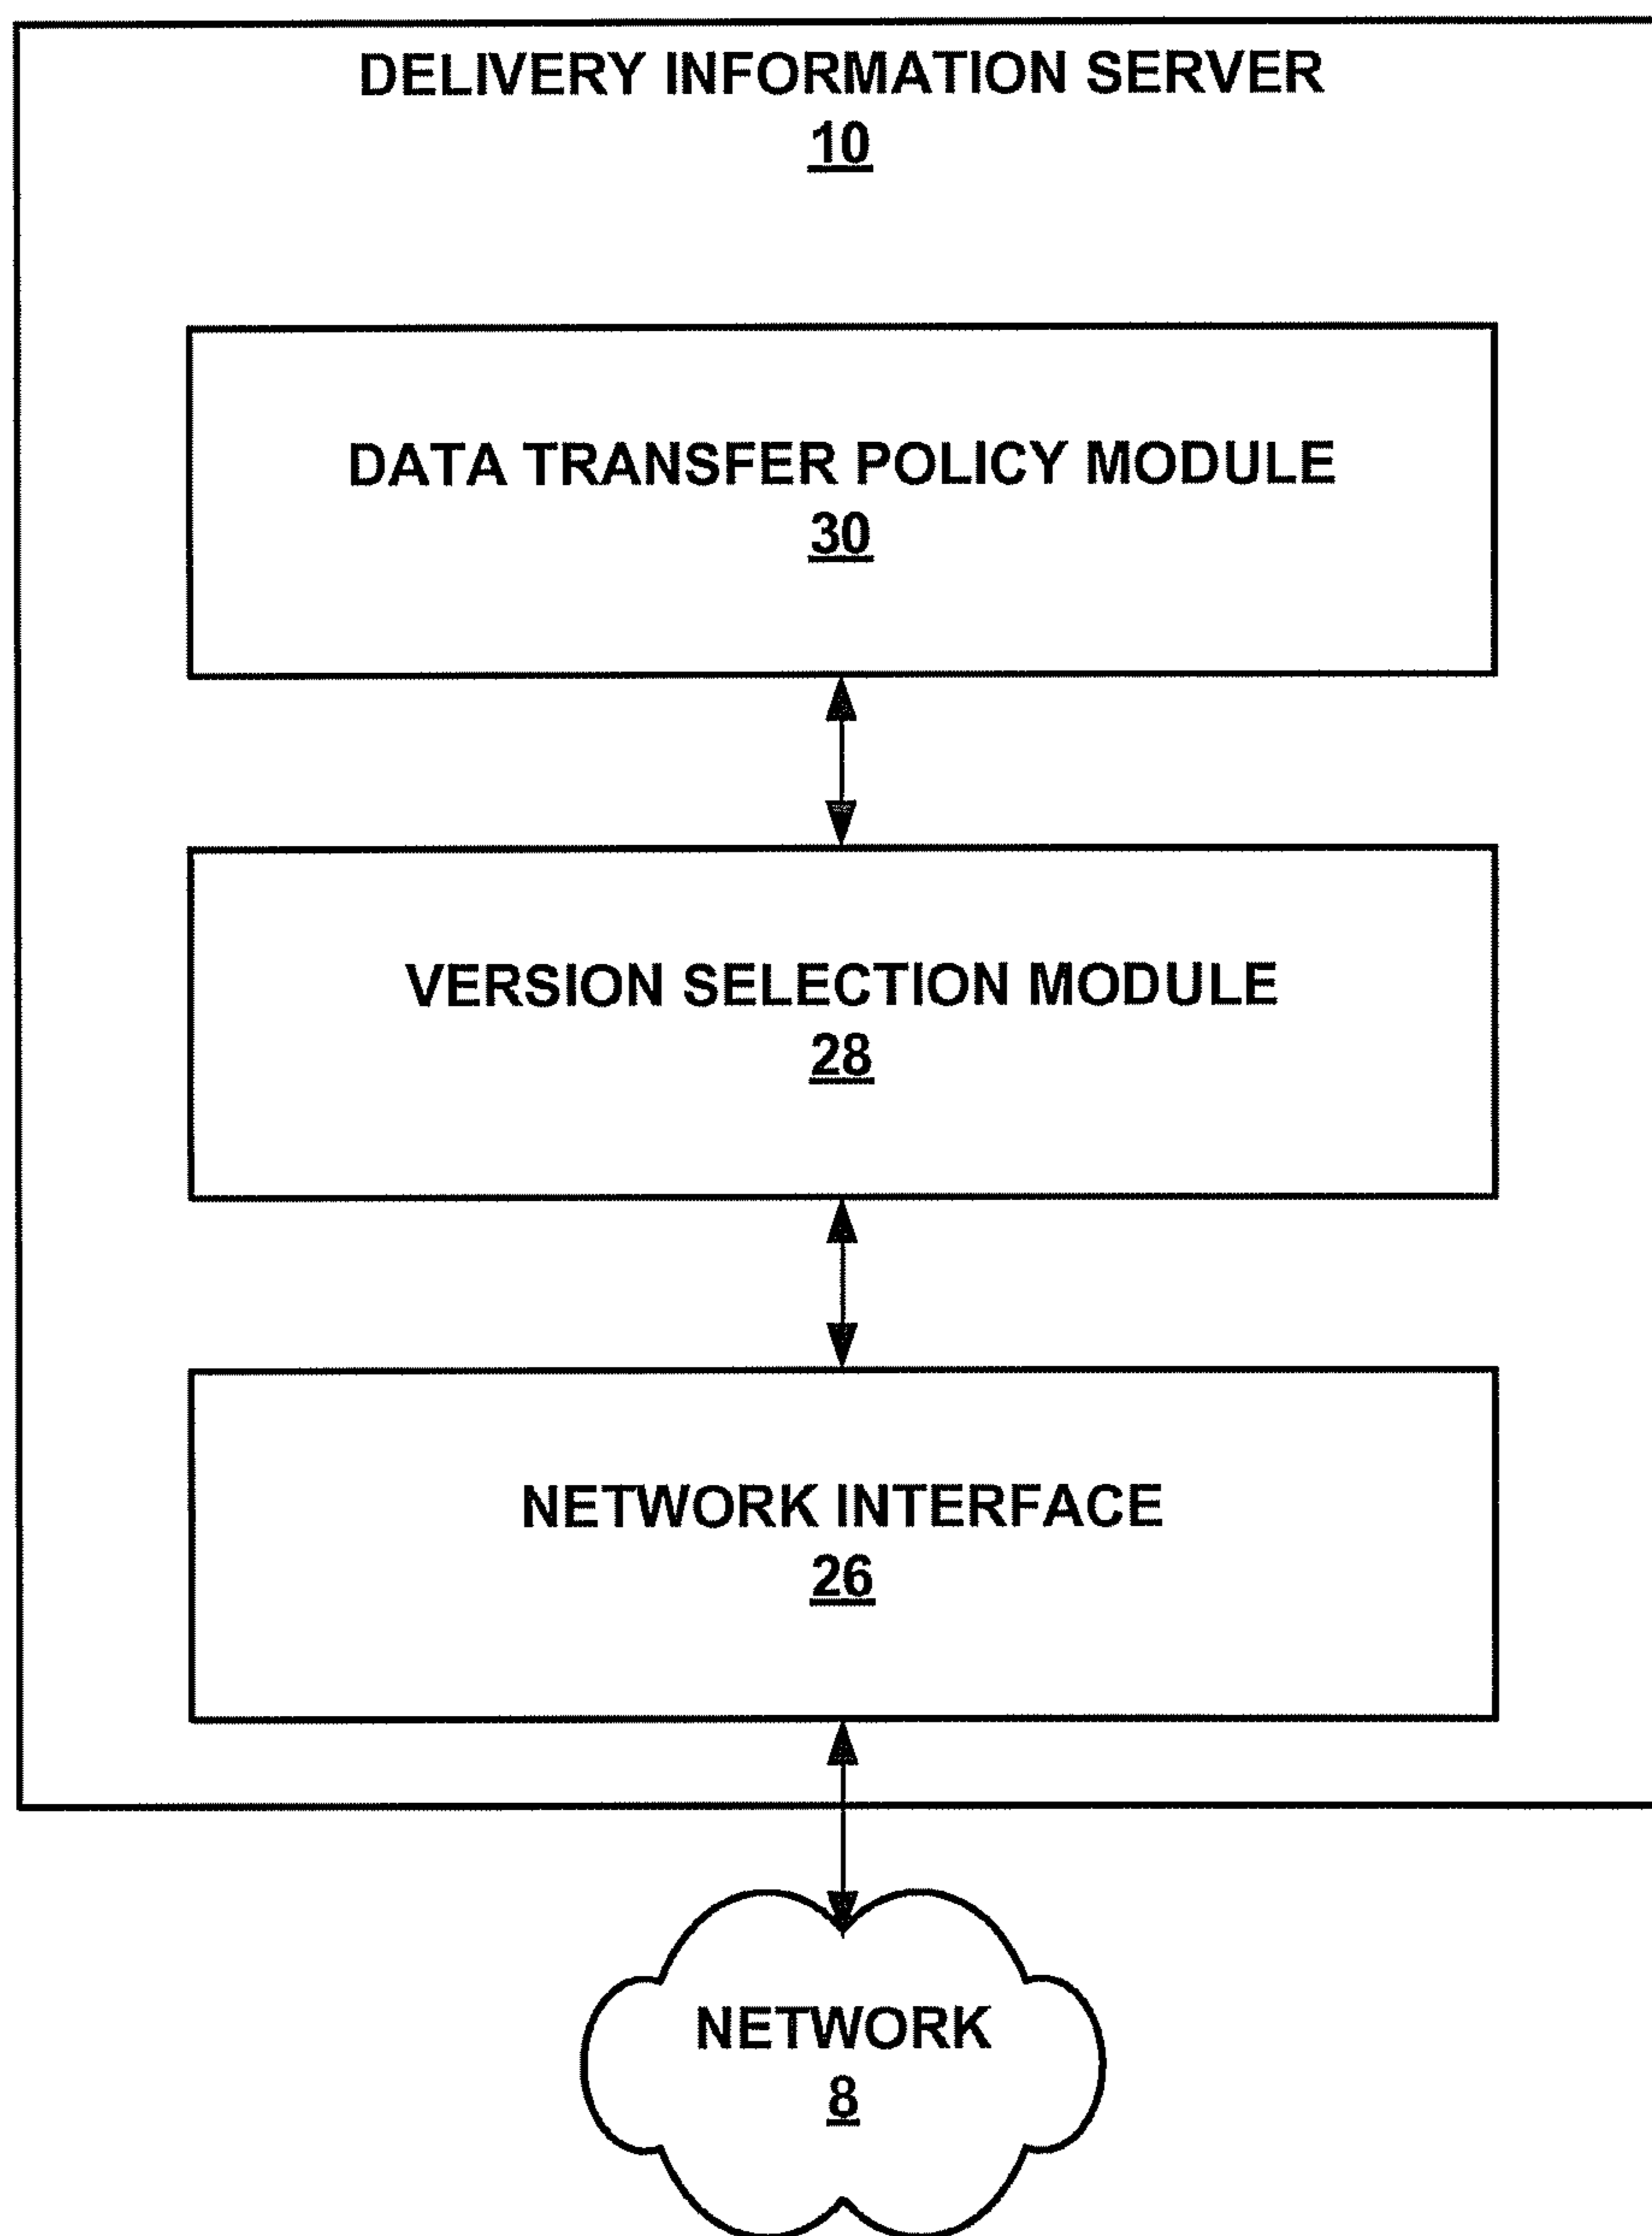 DELIVERY INFORMATION SERVER
10
DATA TRANSFER POLICY MODULE
30
VERSION SELECTION MODULE
28
NETWORK INTERFACE
26
NETWORK
8